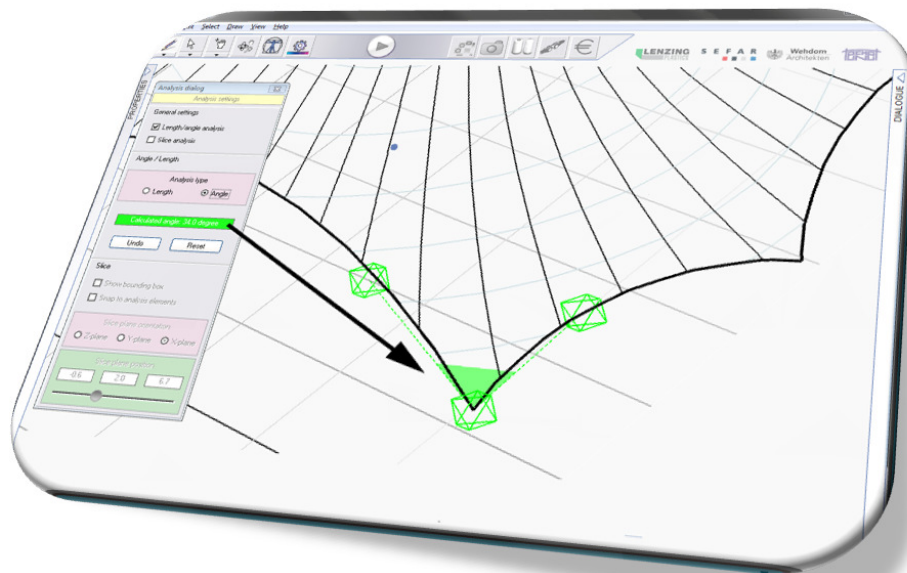 Select Draw View Help
LENZING
PLASTICS
SEFAR
Wehdorn
Architekten
PROPERTIES
DIALOGUE
Analysis dialog
Analysis settings
General settings
Length/angle analysis
Slice analysis
Angle / Length
Analysis type
Length Angle
Calculated angle: 34.0 degree
Undo Reset
Slice
Show bounding box
Snap to analysis elements
Slice plane orientation
Z-plane Y-plane X-plane
Slice plane position
-0.6 2.0 6.7